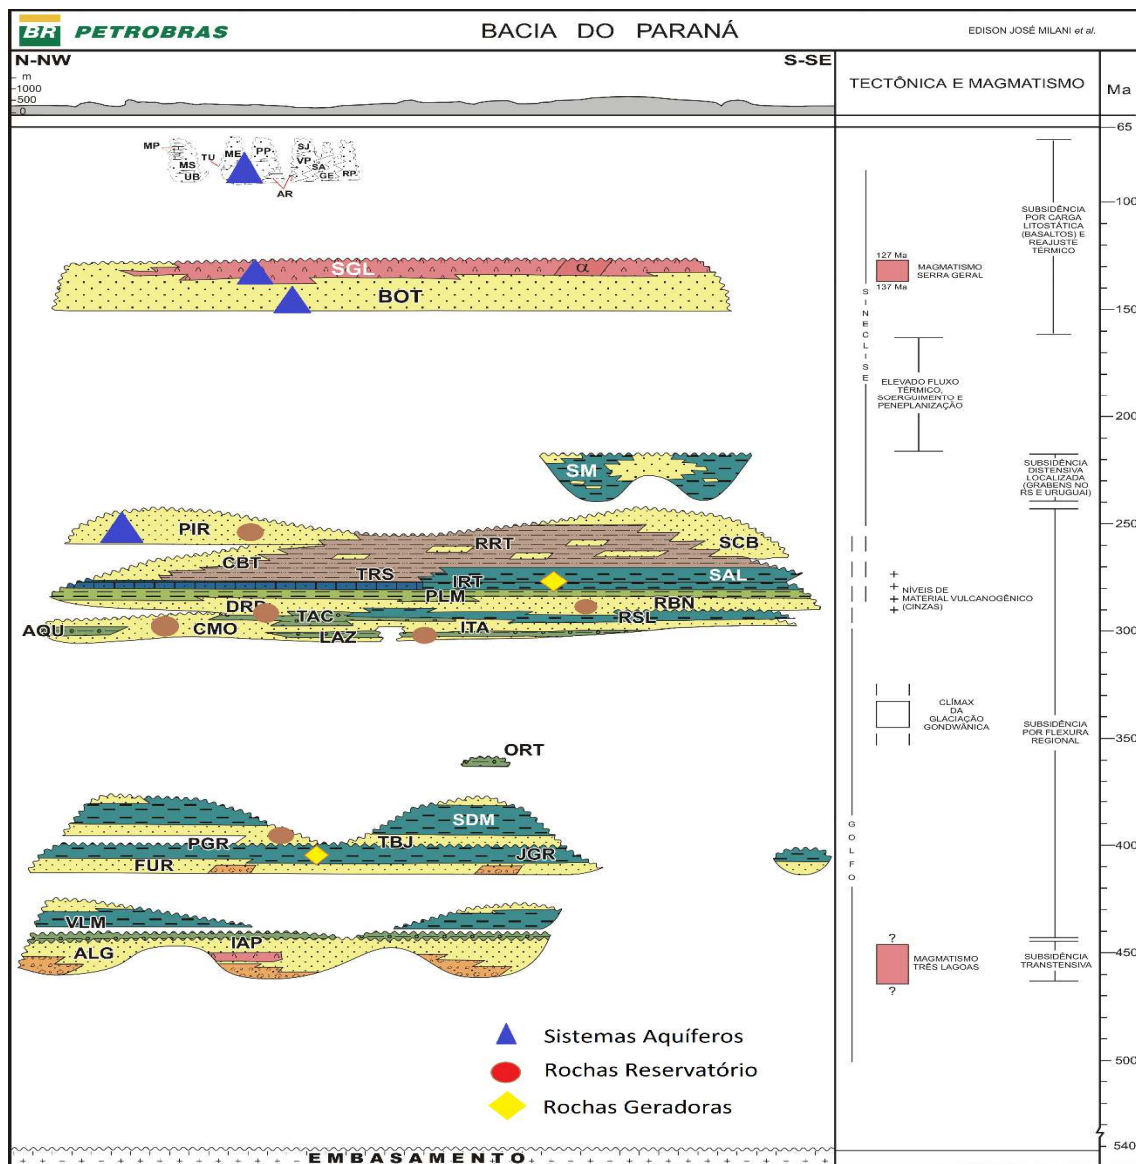 BR PETROBRAS
BACIA DO PARANÁ
EDISON JOSÉ MILANI et al.
N-NW
S-SE
m
1000
500
0
TECTÔNICA E MAGMATISMO
Ma
65
MP
MS
UB
TU
ME
PP
AR
SJ
VP
SA
GE
RP
100
SUBSIDÊNCIA
POR CARGA
LITOSTÁTICA
(BASALTOS) E
REAJUSTE
TÉRMICO
SGL
α
BOT
127 Ma
MAGMATISMO
SERRA GERAL
137 Ma
150
SINECLISE
ELEVADO FLUXO
TÉRMICO,
SOERGUIMENTO E
PENEPLANIZAÇÃO
200
SM
SUBSIDÊNCIA
DISTENSIVA
LOCALIZADA
(GRABENS NO
RS E URUGUAI)
250
PIR
RRT
SCB
CBT
TRS
IRT
SAL
PLM
RBN
TAC
RSL
AQU
CMO
LAZ
ITA
NÍVEIS DE
MATERIAL VULCANOGÊNICO
(CINZAS)
300
CLÍMAX
DA
GLACIAÇÃO
GONDWÂNICA
SUBSIDÊNCIA
POR FLEXURA
REGIONAL
350
ORT
SDM
PGR
TBJ
FUR
JGR
GOLFO
400
VLM
IAP
ALG
?
MAGMATISMO
TRÊS LAGOAS
?
SUBSIDÊNCIA
TRANSTENSIVA
450
Sistemas Aquíferos
Rochas Reservatório
Rochas Geradoras
500
540
EMBASAMENTO